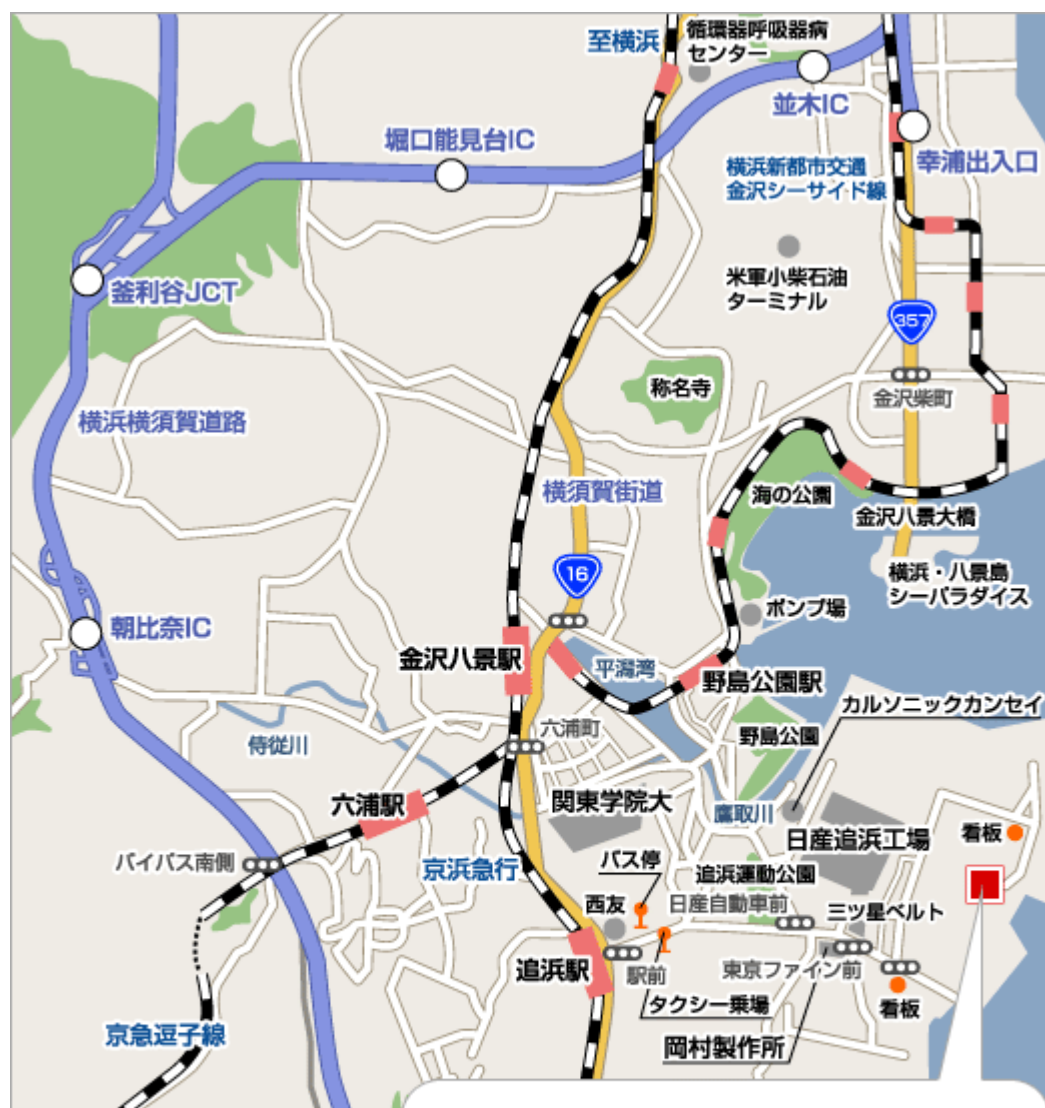 至横浜
循環器呼吸器病
センター
並木IC
堀口能見台IC
幸浦出入口
横浜新都市交通
金沢シーサイド線
米軍小柴石油
ターミナル
釜利谷JCT
357
称名寺
金沢柴町
横浜横須賀道路
横須賀街道
海の公園
金沢八景大橋
16
横浜・八景島
シーパラダイス
ポンプ場
朝比奈IC
金沢八景駅
平潟湾
野島公園駅
カルソニックカンセイ
六浦町
野島公園
侍従川
六浦駅
関東学院大
鷹取川
日産追浜工場
看板
バイパス南側
京浜急行
バス停
追浜運動公園
西友
日産自動車前
三ツ星ベルト
追浜駅
駅前
東京ファイン前
タクシー乗場
看板
京急逗子線
岡村製作所